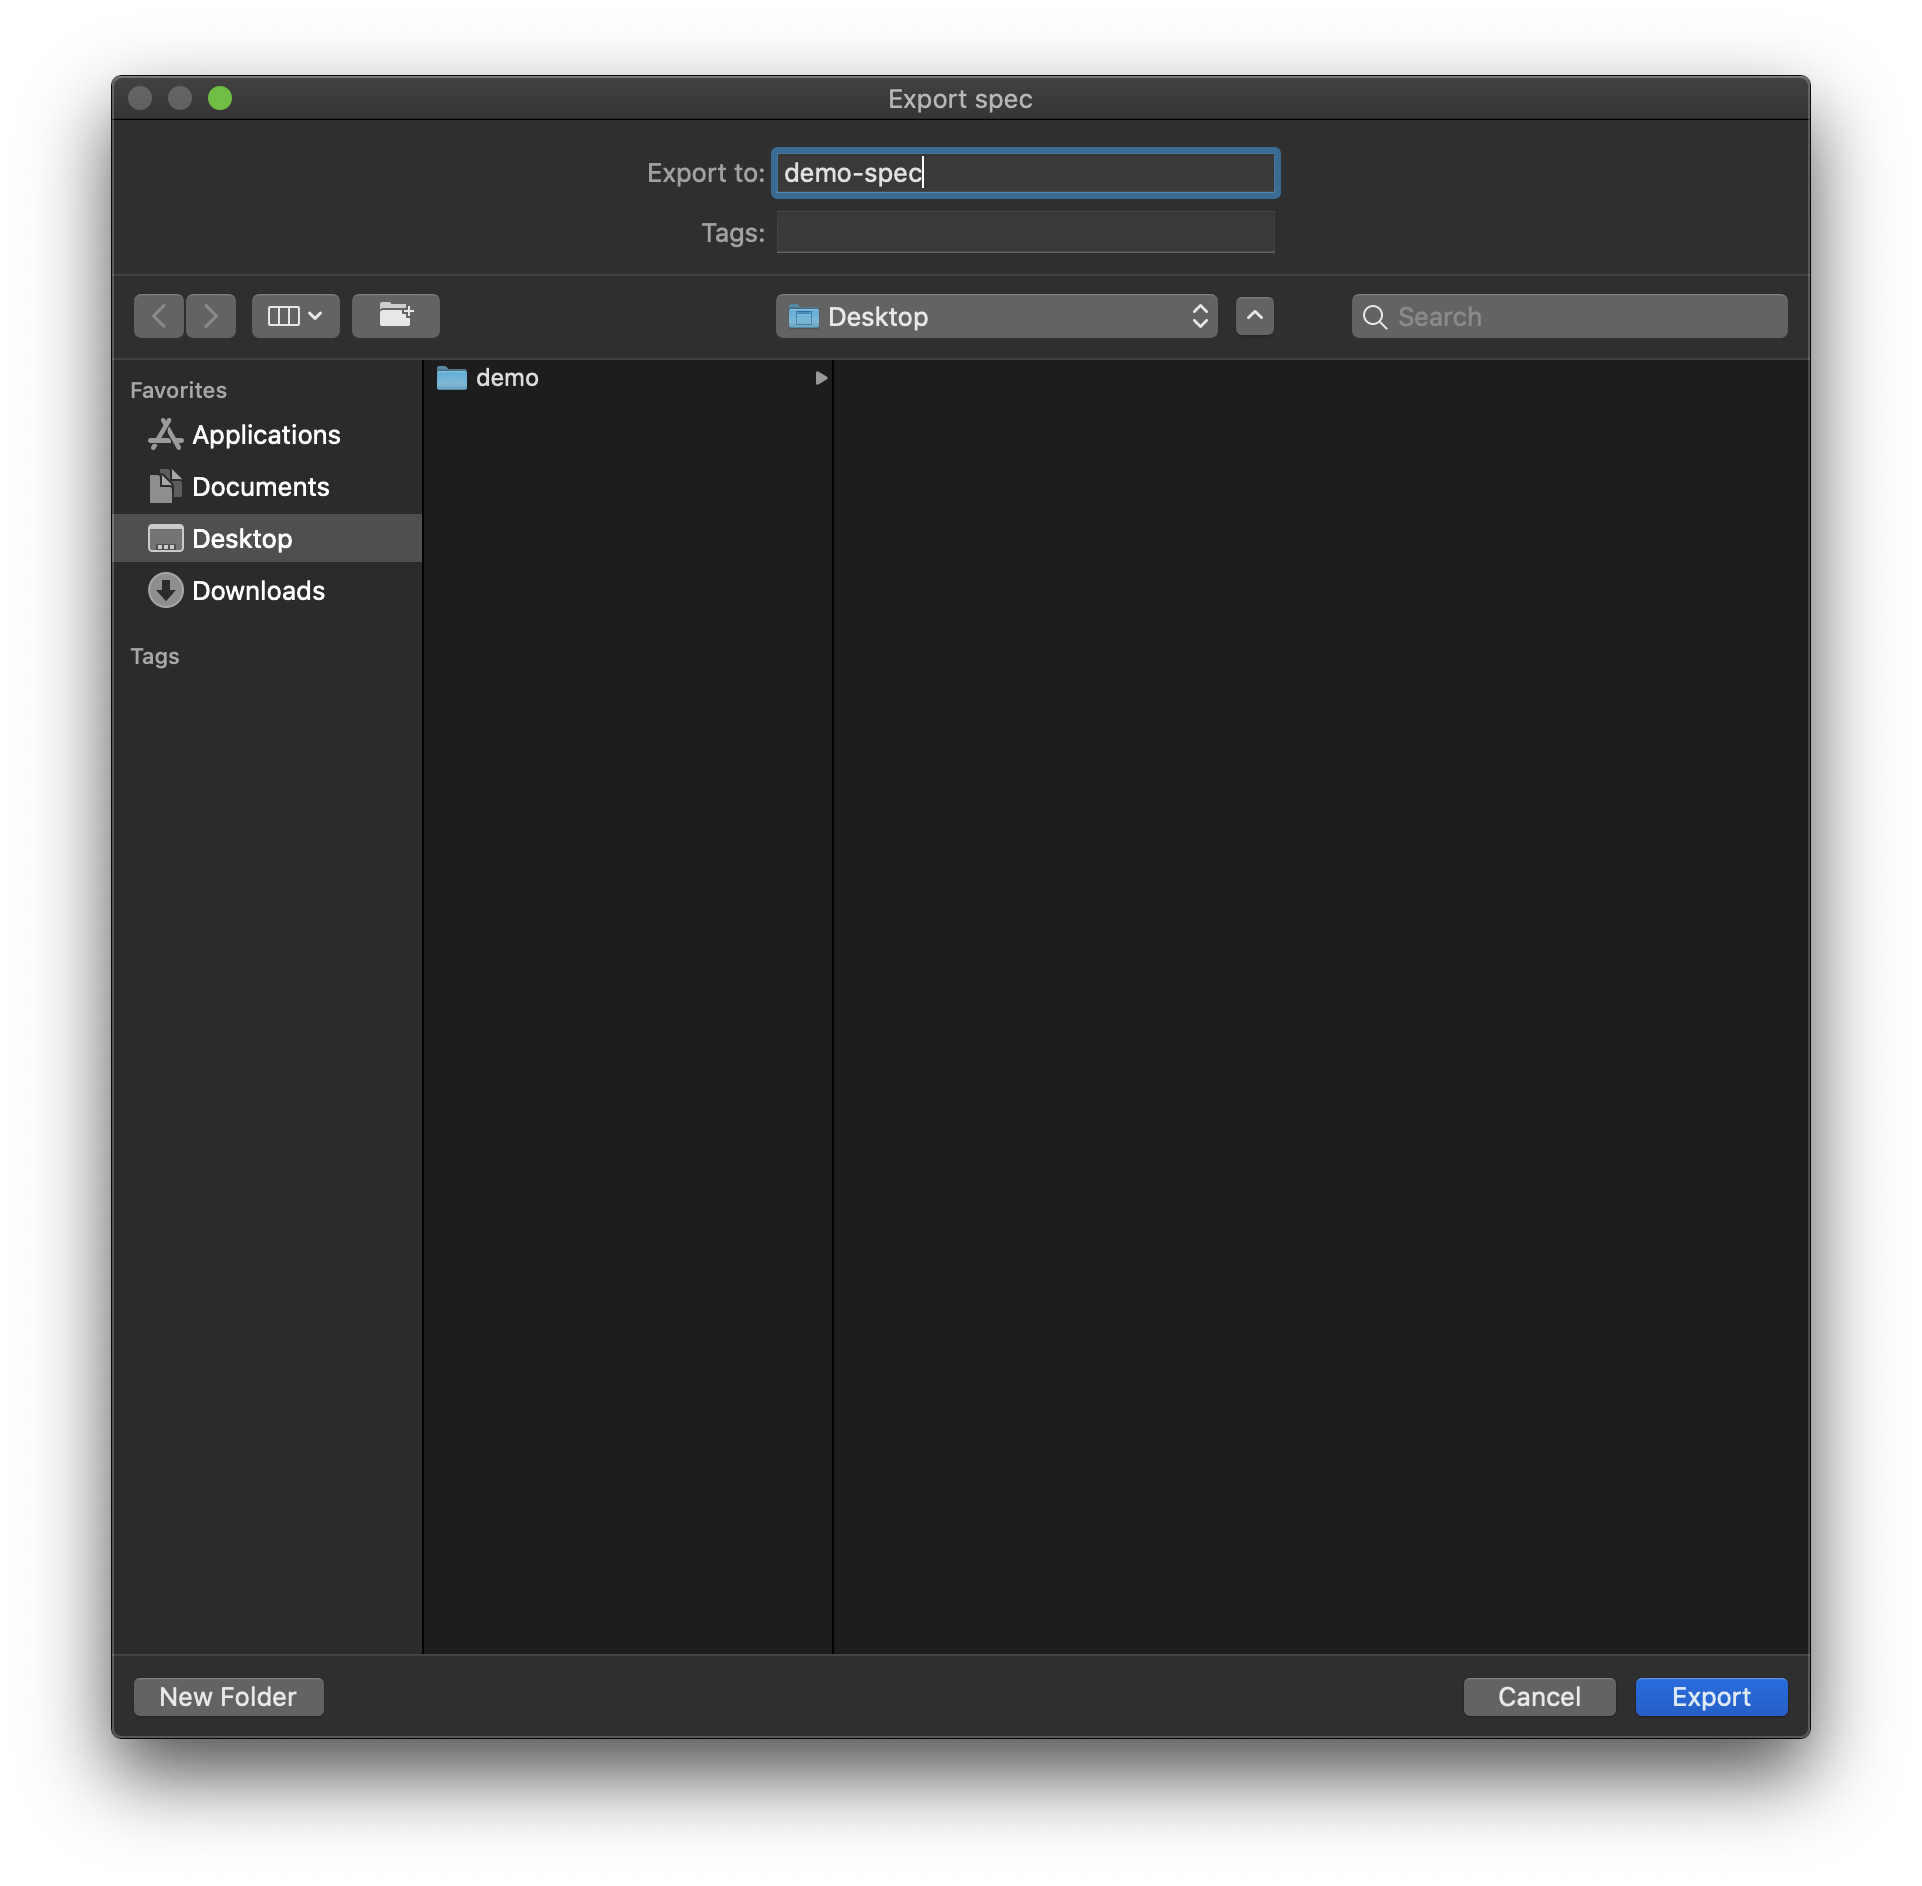 Export spec
Export to: demo-spec
Tags:
Desktop
Search
Favorites
Applications
Documents
Desktop
Downloads
Tags
demo
New Folder
Cancel
Export